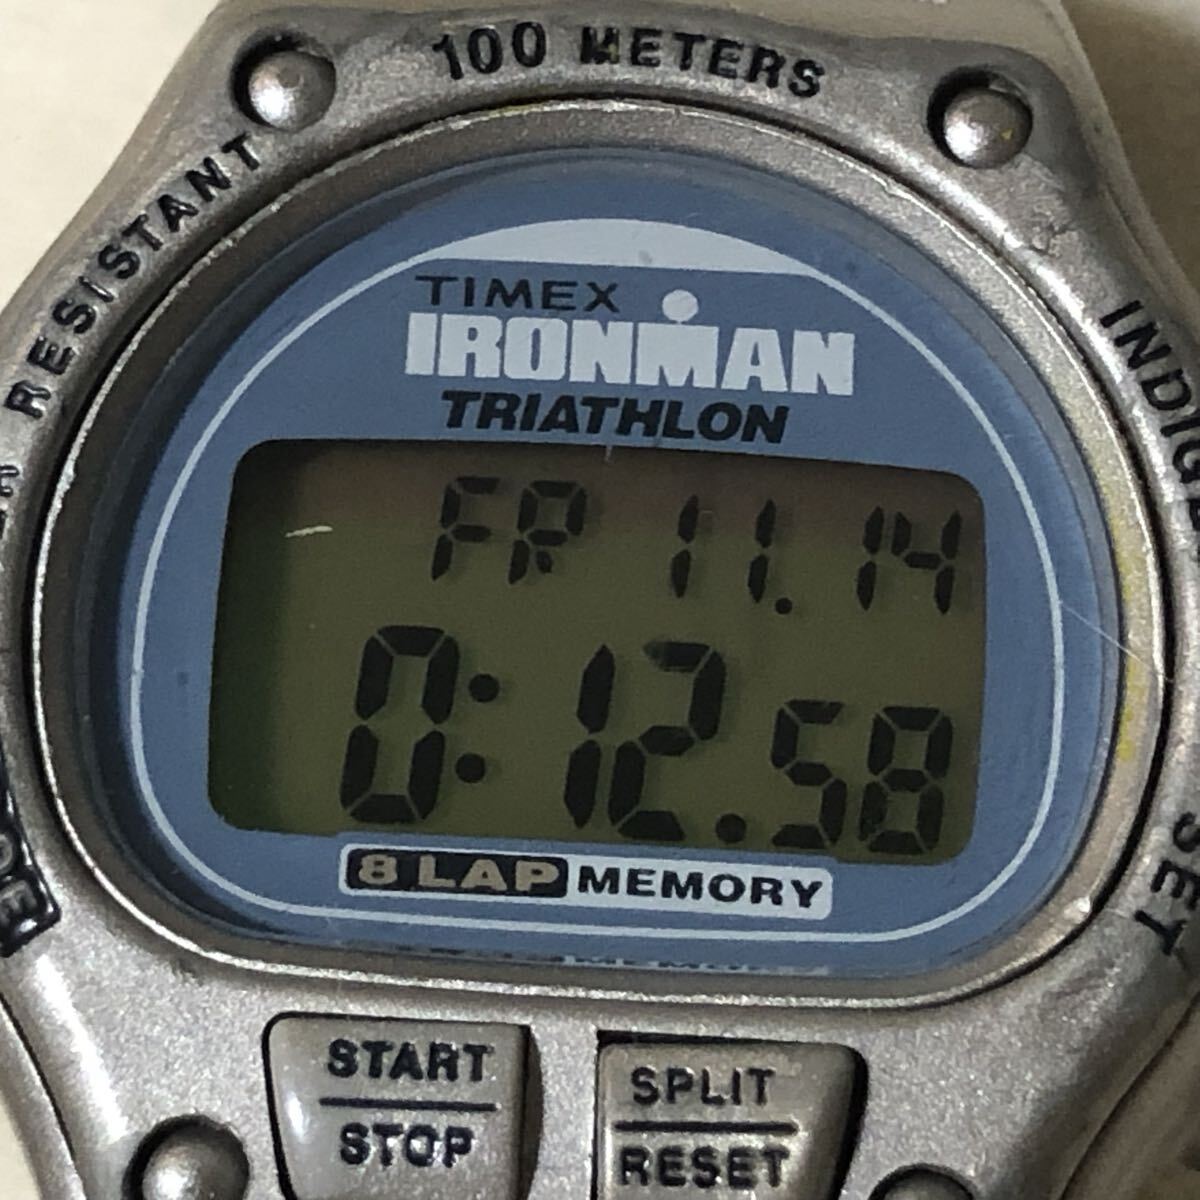 100 METERS
RESISTANT
TIMEX
IRONMAN
TRIATHLON
FR 11.14
0:12.58
8 LAP MEMORY
SET
START
STOP
SPLIT
RESET